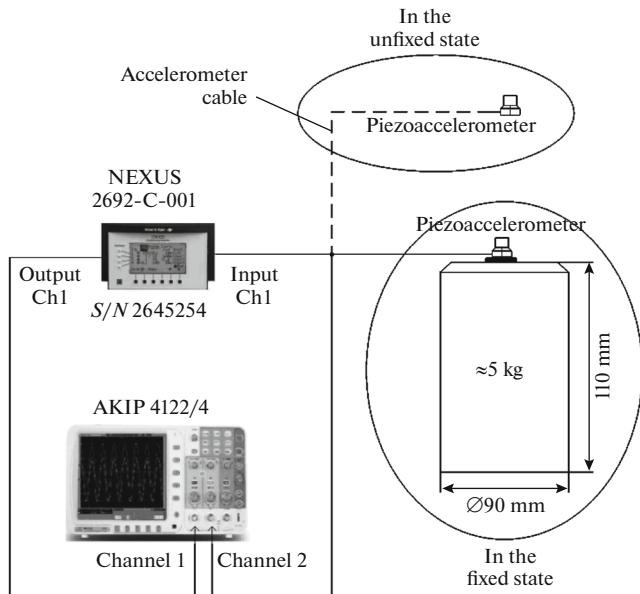 In the
unfixed state
Accelerometer
cable
Piezoaccelerometer
NEXUS
2692-C-001
Piezoaccelerometer
Output
Ch1
Input
Ch1
S/N 2645254
≈5 kg
110 mm
AKIP 4122/4
∅90 mm
Channel 1
Channel 2
In the
fixed state